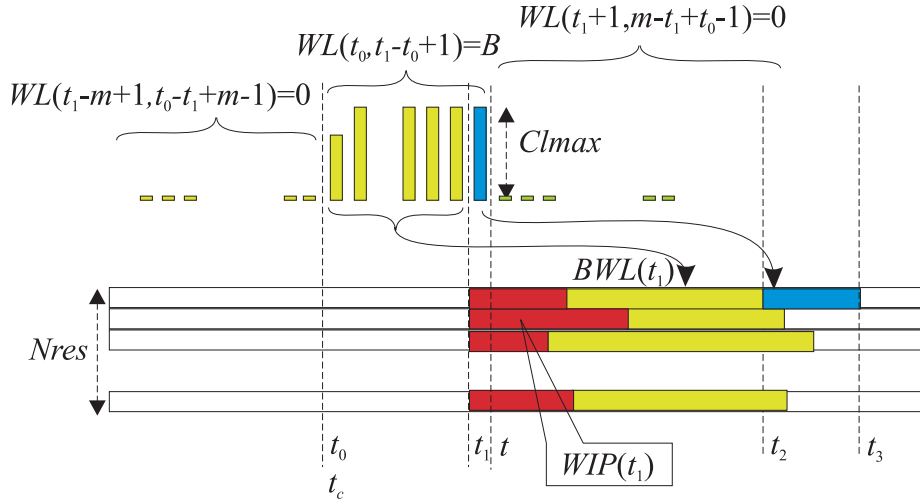 WL(t₁+1,m-t₁+t₀-1)=0
WL(t₀,t₁-t₀+1)=B
WL(t₁-m+1,t₀-t₁+m-1)=0
Clmax
BWL(t₁)
Nres
t₀
t₁
t
t₂
t₃
WIP(t₁)
t_c